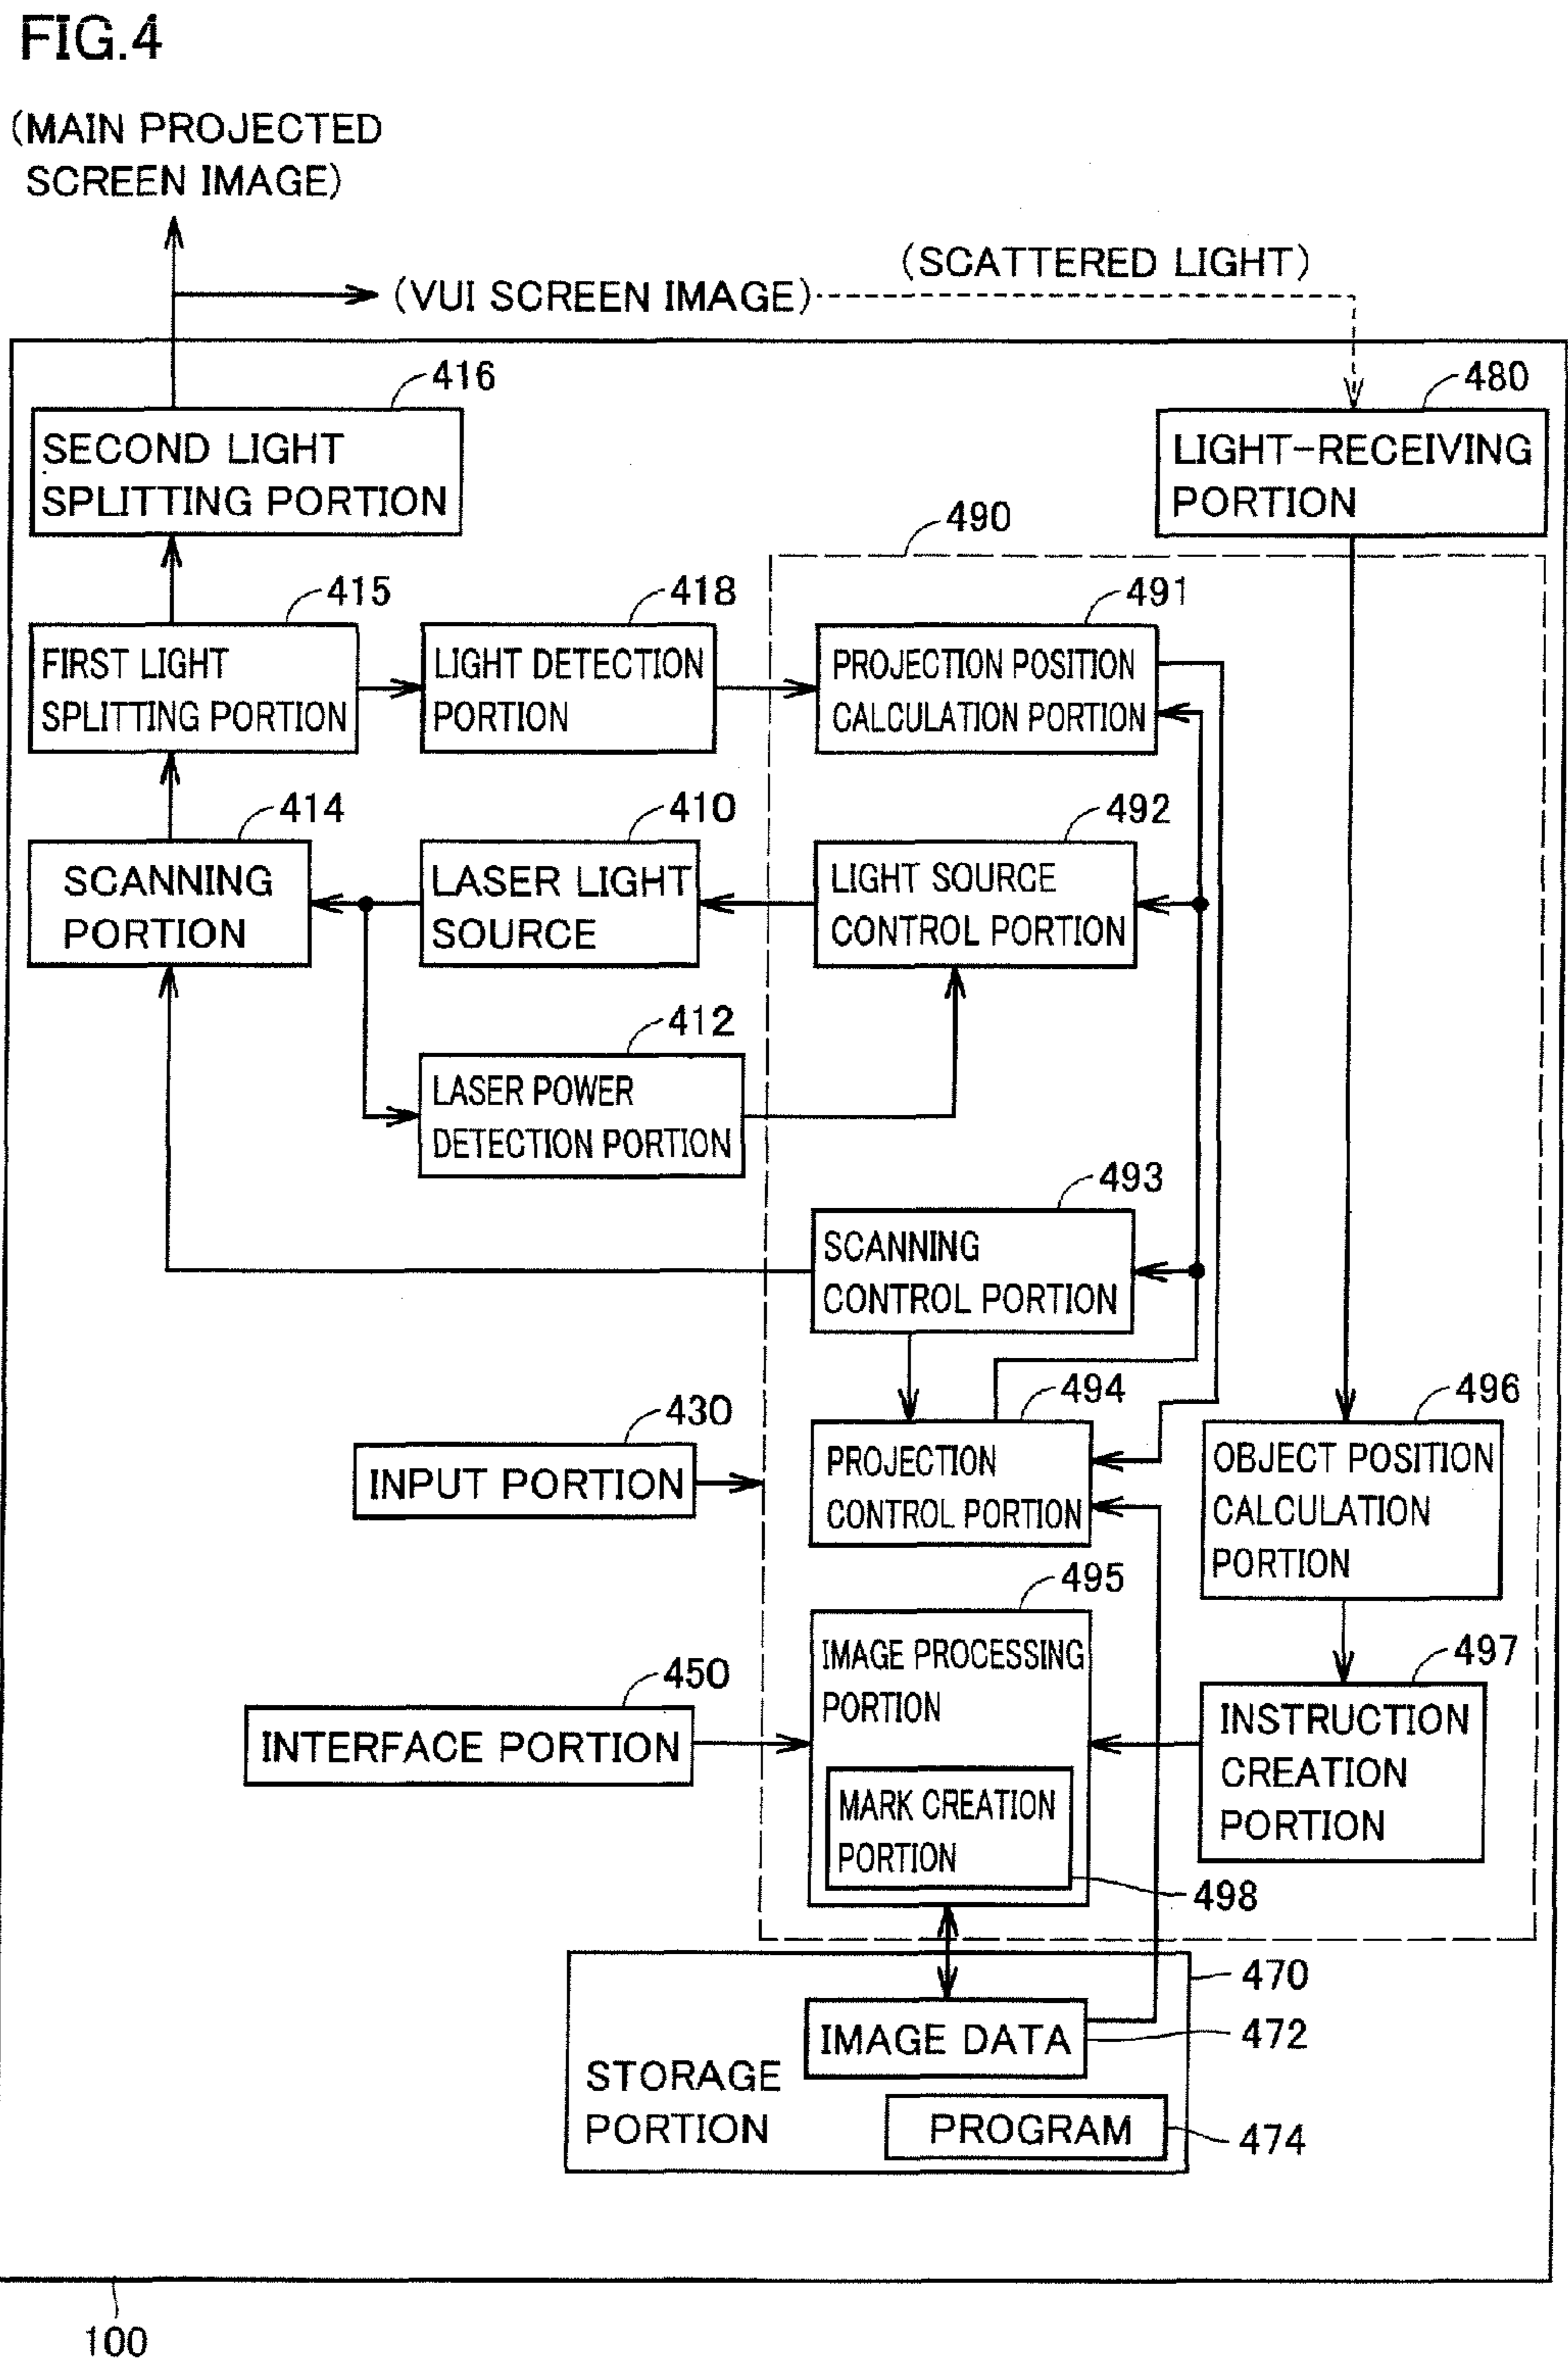 FIG.4
(MAIN PROJECTED
SCREEN IMAGE)
(SCATTERED LIGHT)
(VUI SCREEN IMAGE)
416
480
SECOND LIGHT
SPLITTING PORTION
LIGHT-RECEIVING
PORTION
490
415
418
491
FIRST LIGHT
SPLITTING PORTION
LIGHT DETECTION
PORTION
PROJECTION POSITION
CALCULATION PORTION
414
410
492
SCANNING
PORTION
LASER LIGHT
SOURCE
LIGHT SOURCE
CONTROL PORTION
412
LASER POWER
DETECTION PORTION
493
SCANNING
CONTROL PORTION
430
494
496
INPUT PORTION
PROJECTION
CONTROL PORTION
OBJECT POSITION
CALCULATION
PORTION
495
450
497
IMAGE PROCESSING
PORTION
INTERFACE PORTION
INSTRUCTION
CREATION
PORTION
MARK CREATION
PORTION
498
470
IMAGE DATA
472
STORAGE
PORTION
PROGRAM
474
100